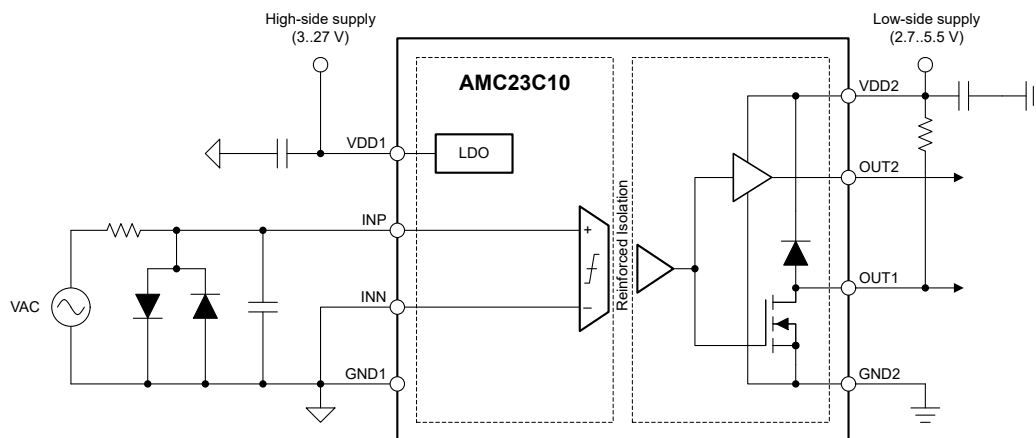 High-side supply
(3..27 V)
Low-side supply
(2.7..5.5 V)
AMC23C10
VDD2
VDD1
LDO
OUT2
INP
+
Reinforced Isolation
VAC
INN
–
OUT1
GND1
GND2